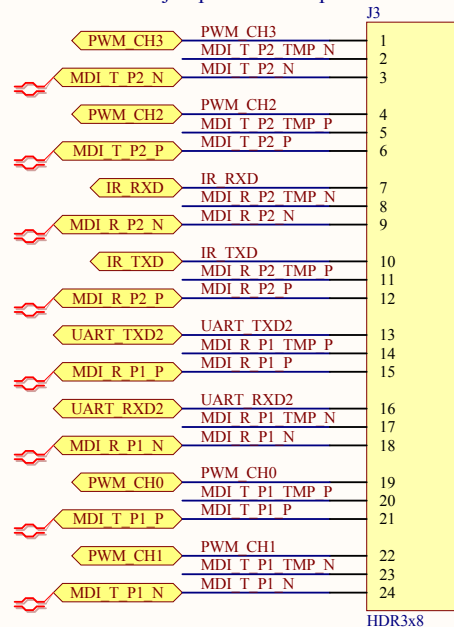 J3
PWM_CH3 PWM_CH3 1
MDI_T_P2_TMP_N 2
MDI_T_P2_N MDI_T_P2_N 3
PWM_CH2 PWM_CH2 4
MDI_T_P2_TMP_P 5
MDI_T_P2_P MDI_T_P2_P 6
IR_RXD IR_RXD 7
MDI_R_P2_TMP_N 8
MDI_R_P2_N MDI_R_P2_N 9
IR_TXD IR_TXD 10
MDI_R_P2_TMP_P 11
MDI_R_P2_P MDI_R_P2_P 12
UART_TXD2 UART_TXD2 13
MDI_R_P1_TMP_P 14
MDI_R_P1_P MDI_R_P1_P 15
UART_RXD2 UART_RXD2 16
MDI_R_P1_TMP_N 17
MDI_R_P1_N MDI_R_P1_N 18
PWM_CH0 PWM_CH0 19
MDI_T_P1_TMP_P 20
MDI_T_P1_P MDI_T_P1_P 21
PWM_CH1 PWM_CH1 22
MDI_T_P1_TMP_N 23
MDI_T_P1_N MDI_T_P1_N 24
HDR3x8